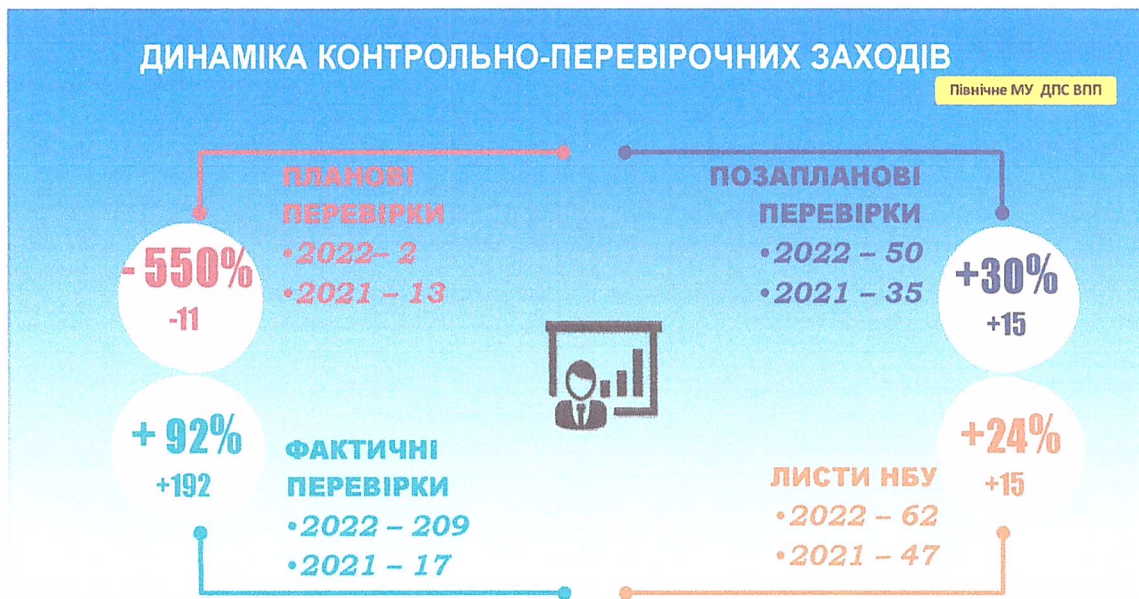 ДИНАМІКА КОНТРОЛЬНО-ПЕРЕВІРОЧНИХ ЗАХОДІВ
Північне МУ ДПС ВПП
ПЛАНОВІ
ПЕРЕВІРКИ
•2022– 2
•2021 – 13
- 550%
-11
ПОЗАПЛАНОВІ
ПЕРЕВІРКИ
•2022 – 50
•2021 – 35
+30%
+15
+ 92%
+192
ФАКТИЧНІ
ПЕРЕВІРКИ
•2022 – 209
•2021 – 17
ЛИСТИ НБУ
•2022 – 62
•2021 – 47
+24%
+15